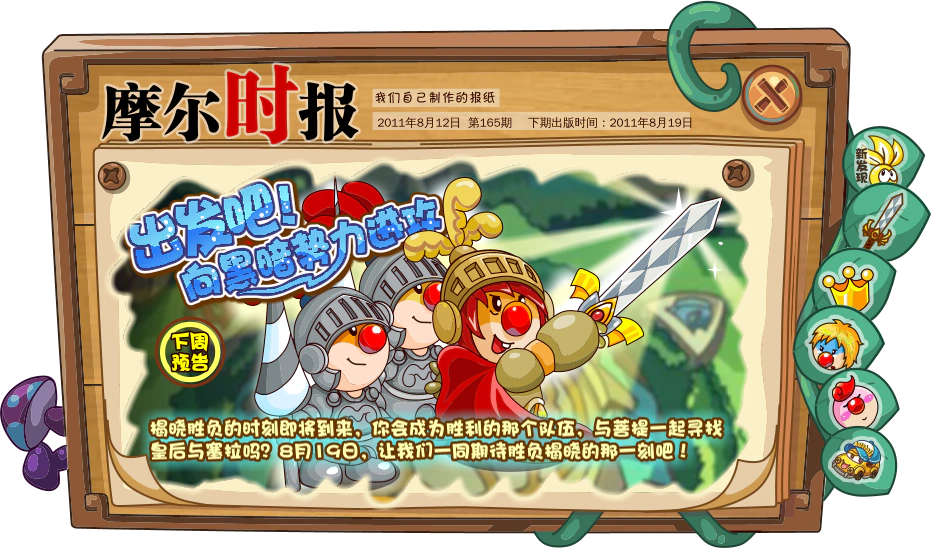 摩尔时报
我们自己制作的报纸
2011年8月12日 第165期 下期出版时间：2011年8月19日
新发现
出发吧！
向黑暗势力进攻
下周
预告
揭晓胜负的时刻即将到来，你会成为胜利的那个队伍，与菩提一起寻找
皇后与塞拉吗？8月19日，让我们一同期待胜负揭晓的那一刻吧！